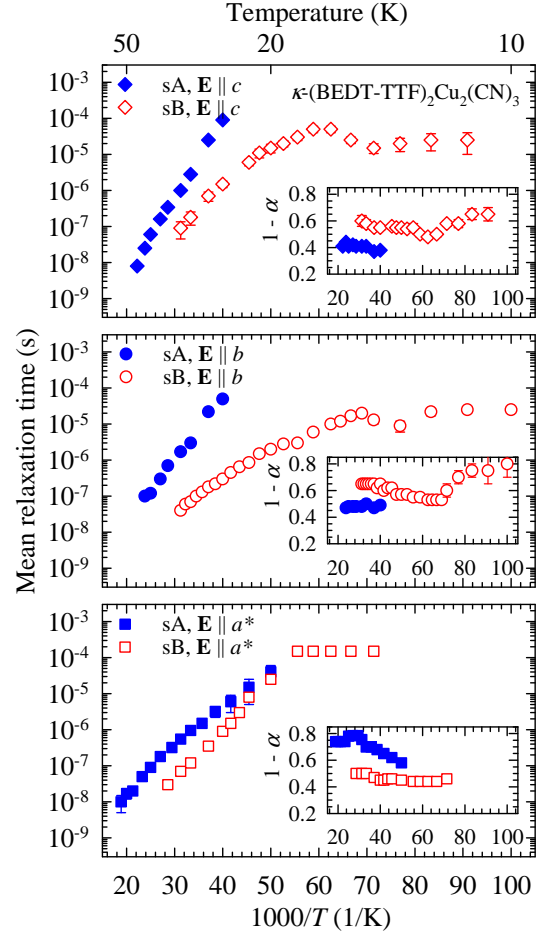 Temperature (K)
50 20 10
10⁻³
10⁻⁴
10⁻⁵
10⁻⁶
10⁻⁷
10⁻⁸
10⁻⁹
sA, E || c
sB, E || c
κ-(BEDT-TTF)₂Cu₂(CN)₃
1 - α
0.8
0.6
0.4
0.2
20 40 60 80 100
Mean relaxation time (s)
10⁻³
10⁻⁴
10⁻⁵
10⁻⁶
10⁻⁷
10⁻⁸
10⁻⁹
sA, E || b
sB, E || b
1 - α
0.8
0.6
0.4
0.2
20 40 60 80 100
10⁻³
10⁻⁴
10⁻⁵
10⁻⁶
10⁻⁷
10⁻⁸
10⁻⁹
sA, E || a*
sB, E || a*
1 - α
0.8
0.6
0.4
0.2
20 40 60 80 100
20 30 40 50 60 70 80 90 100
1000/T (1/K)